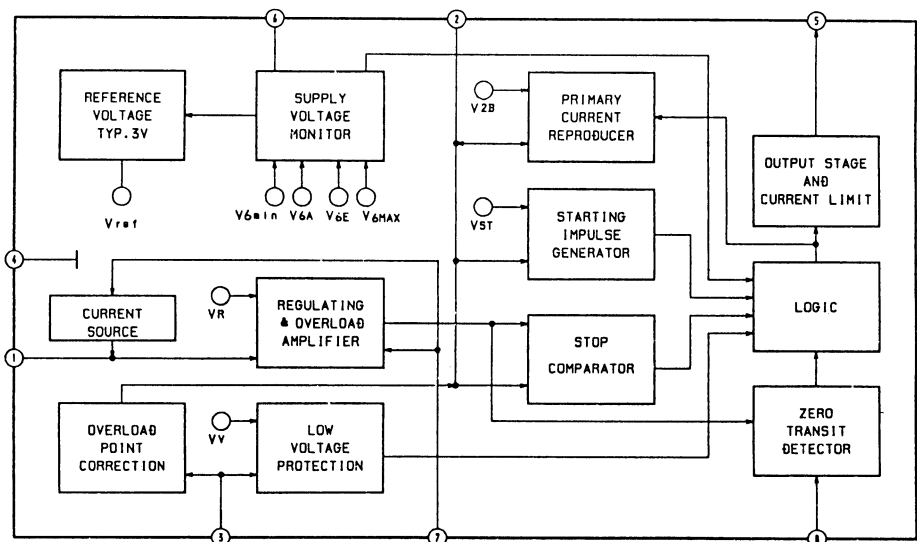 6
2
5
REFERENCE
VOLTAGE
TYP.3V
SUPPLY
VOLTAGE
MONITOR
V2B
PRIMARY
CURRENT
REPRODUCER
OUTPUT STAGE
AND
CURRENT LIMIT
Vref
V6min
V6A
V6E
V6MAX
VST
STARTING
IMPULSE
GENERATOR
4
CURRENT
SOURCE
VR
REGULATING
& OVERLOAD
AMPLIFIER
LOGIC
1
STOP
COMPARATOR
OVERLOAD
POINT
CORRECTION
VV
LOW
VOLTAGE
PROTECTION
ZERO
TRANSIT
DETECTOR
3
7
8